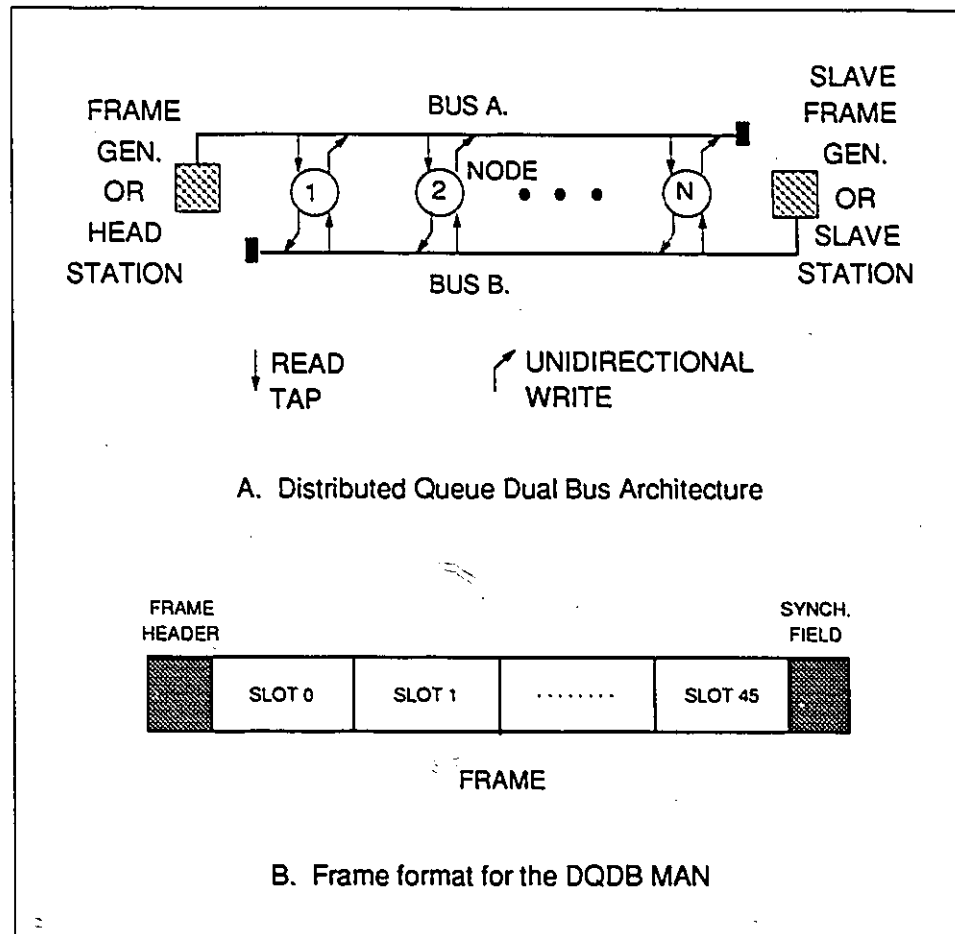 FRAME
GEN.
OR
HEAD
STATION
BUS A.
SLAVE
FRAME
GEN.
OR
SLAVE
STATION
1
2
NODE
N
BUS B.
READ
TAP
UNIDIRECTIONAL
WRITE
A. Distributed Queue Dual Bus Architecture
FRAME
HEADER
SYNCH.
FIELD
SLOT 0
SLOT 1
........
SLOT 45
FRAME
B. Frame format for the DQDB MAN